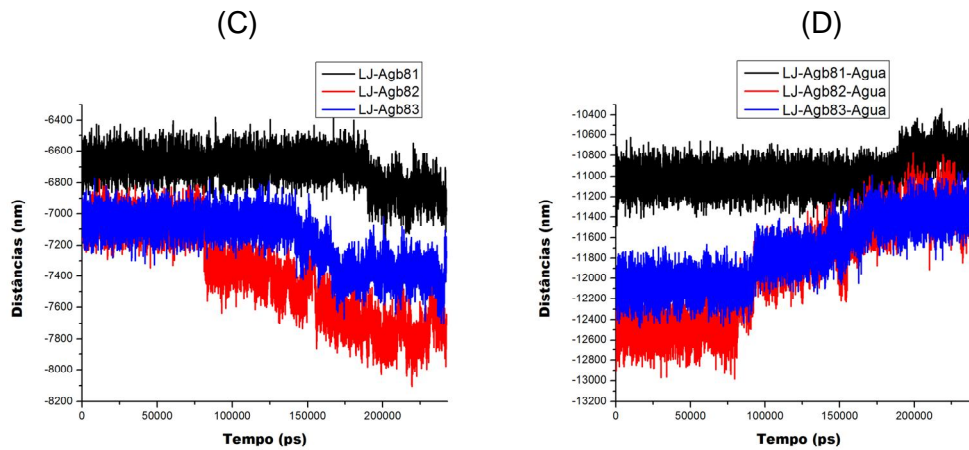 (C)
(D)
LJ-Agb81
LJ-Agb82
LJ-Agb83
-6400
-6600
-6800
-7000
-7200
-7400
-7600
-7800
-8000
-8200
Distâncias (nm)
0
50000
100000
150000
200000
Tempo (ps)
LJ-Agb81-Agua
LJ-Agb82-Agua
LJ-Agb83-Agua
-10400
-10600
-10800
-11000
-11200
-11400
-11600
-11800
-12000
-12200
-12400
-12600
-12800
-13000
-13200
Distâncias (nm)
0
50000
100000
150000
200000
Tempo (ps)